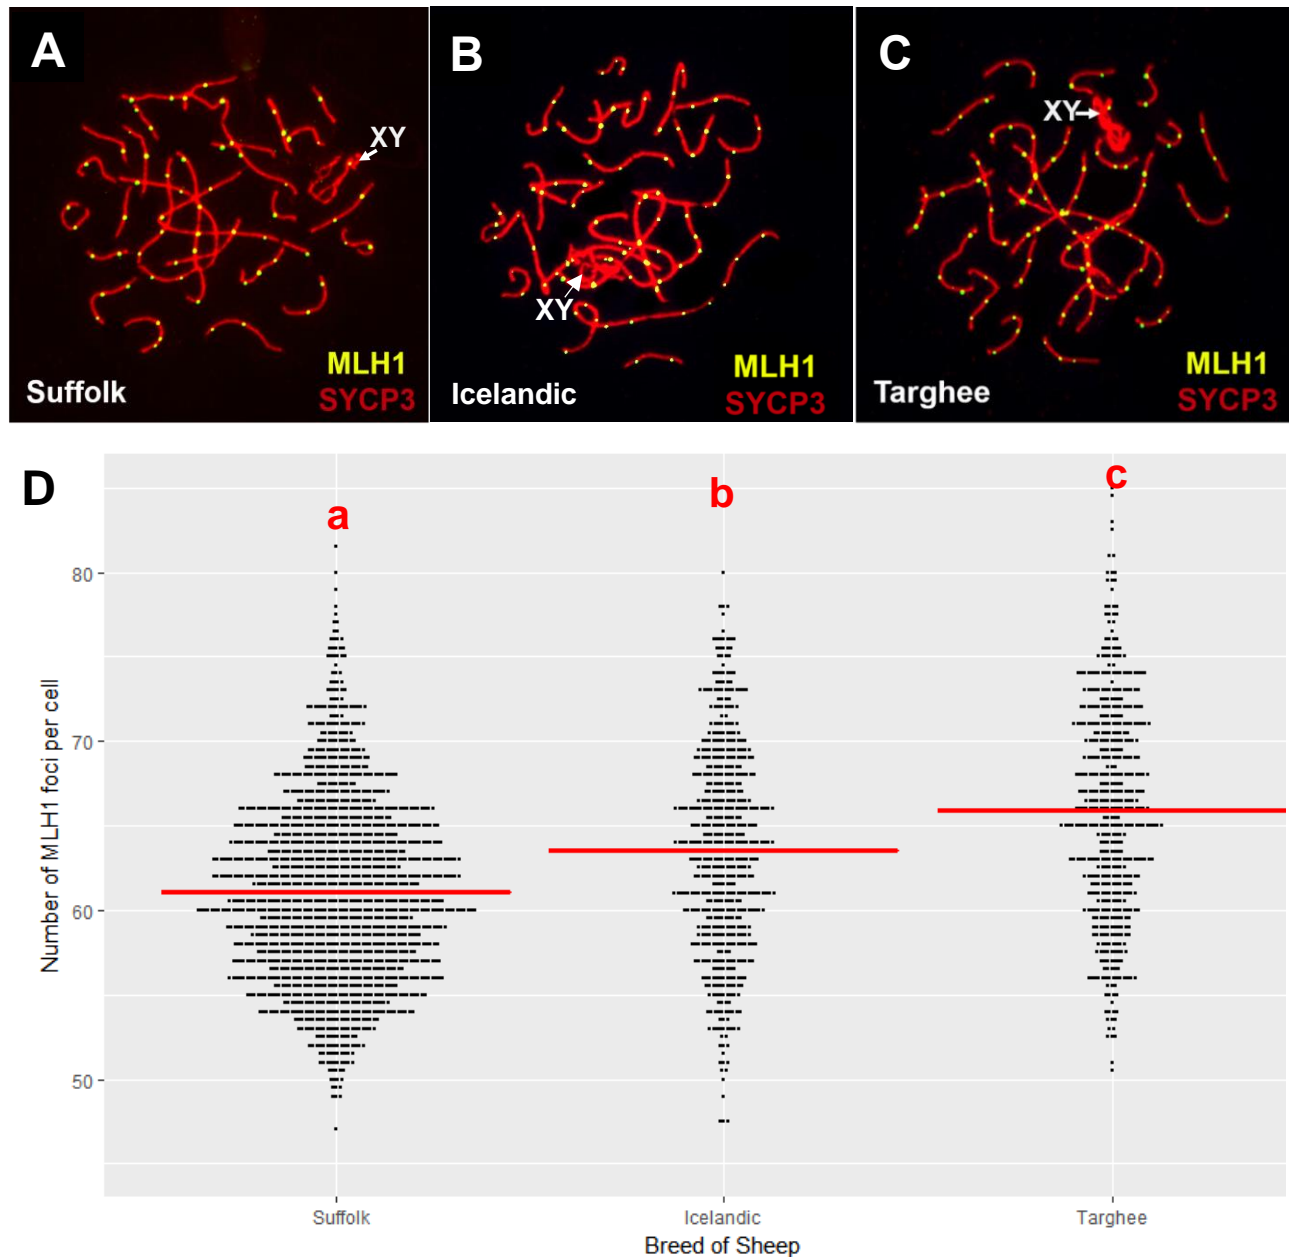 A
XY
MLH1
SYCP3
Suffolk
B
XY
MLH1
SYCP3
Icelandic
C
XY
MLH1
SYCP3
Targhee
D
a
b
c
Number of MLH1 foci per cell
80
70
60
50
Suffolk
Icelandic
Targhee
Breed of Sheep